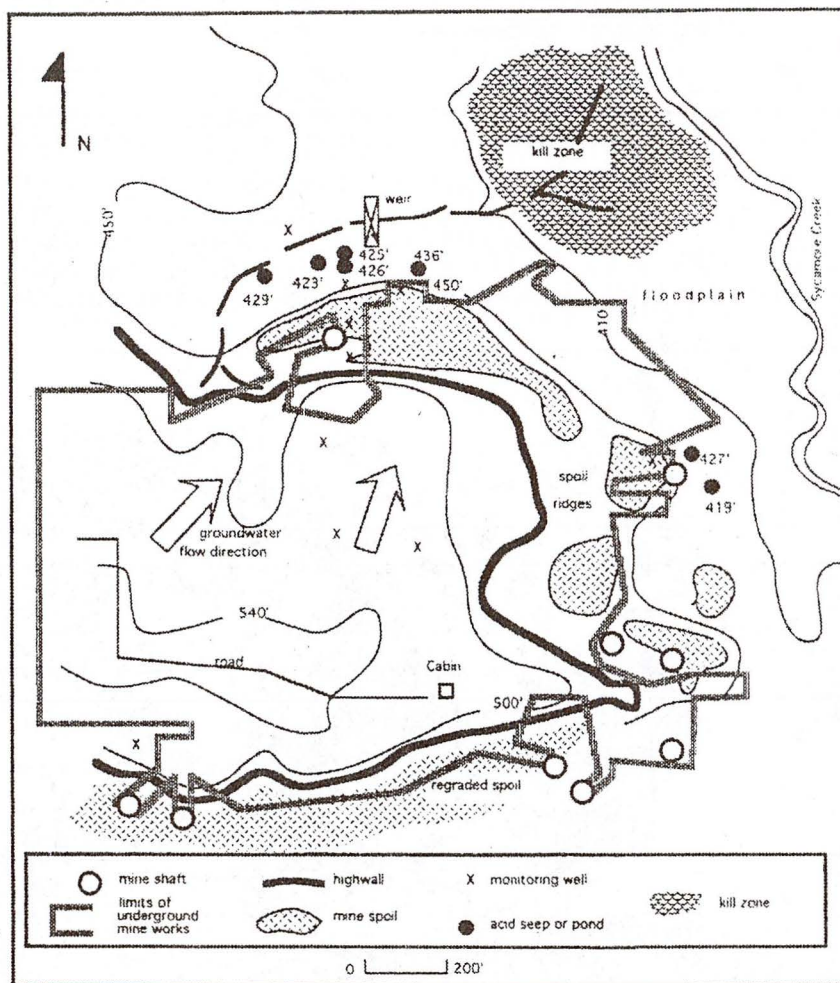 N
kill zone
450'
weir
Sycamore Creek
425'
436'
423'
426'
429'
450'
floodplain
410
427'
spoil
ridges
419'
groundwater
flow direction
540'
road
Cabin
500'
regraded spoil
mine shaft
highwall
x monitoring well
limits of
underground
mine works
mine spoil
acid seep or pond
kill zone
0 200'